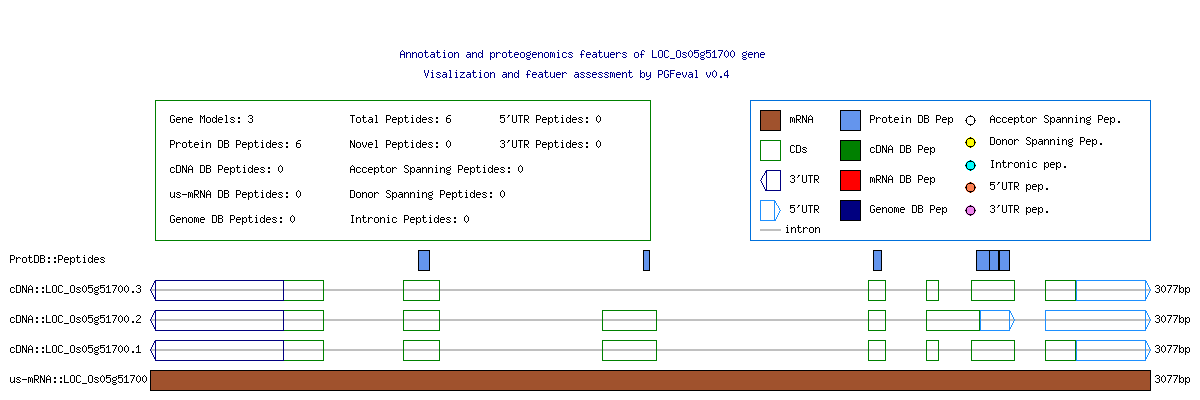 Annotation and proteogenomics featuers of LOC_Os05g51700 gene
Visalization and featuer assessment by PGFeval v0.4
Gene Models: 3 Total Peptides: 6 5'UTR Peptides: 0
Protein DB Peptides: 6 Novel Peptides: 0 3'UTR Peptides: 0
cDNA DB Peptides: 0 Acceptor Spanning Peptides: 0
us-mRNA DB Peptides: 0 Donor Spanning Peptides: 0
Genome DB Peptides: 0 Intronic Peptides: 0
mRNA Protein DB Pep Acceptor Spanning Pep.
CDs cDNA DB Pep Donor Spanning Pep.
3'UTR mRNA DB Pep Intronic pep.
5'UTR Genome DB Pep 5'UTR pep.
intron 3'UTR pep.
ProtDB::Peptides
cDNA::LOC_Os05g51700.3 3077bp
cDNA::LOC_Os05g51700.2 3077bp
cDNA::LOC_Os05g51700.1 3077bp
us-mRNA::LOC_Os05g51700 3077bp